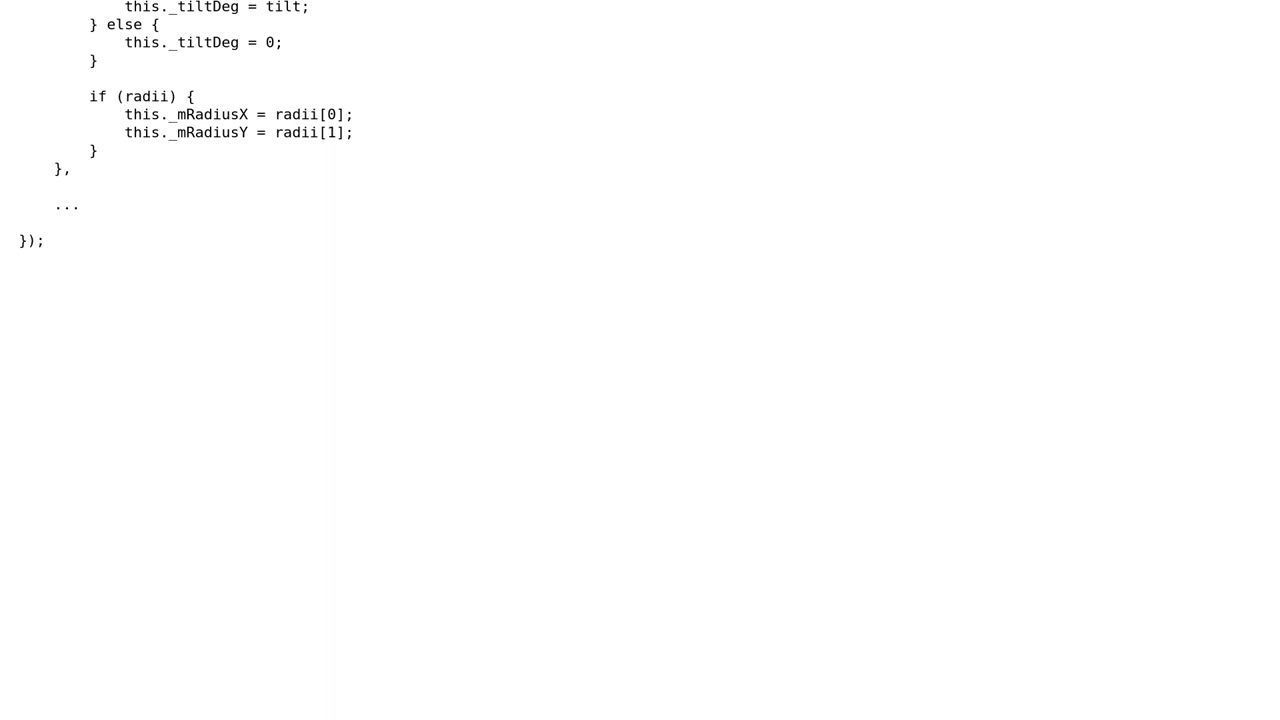 this._tiltDeg = tilt;
        } else {
            this._tiltDeg = 0;
        }

        if (radii) {
            this._mRadiusX = radii[0];
            this._mRadiusY = radii[1];
        }
    },

    ...

});